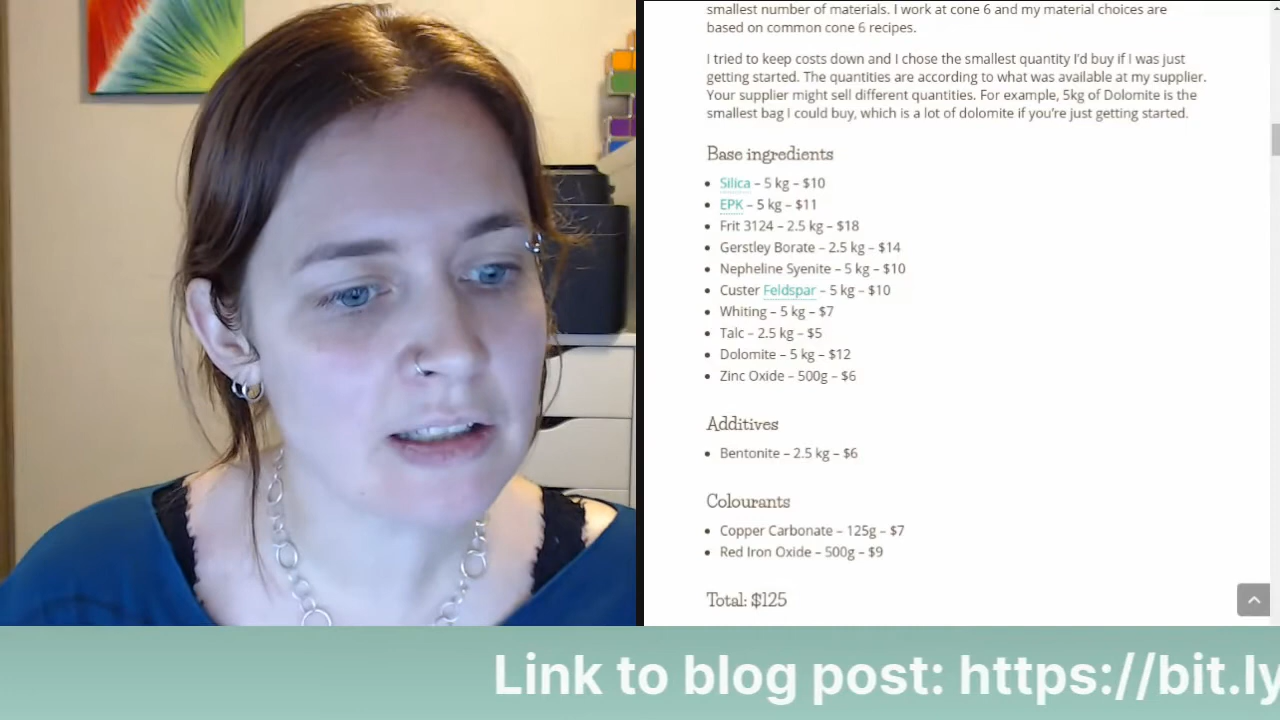 smallest number of materials. I work at cone 6 and my material choices are
based on common cone 6 recipes.
I tried to keep costs down and I chose the smallest quantity I'd buy if I was just
getting started. The quantities are according to what was available at my supplier.
Your supplier might sell different quantities. For example, 5kg of Dolomite is the
smallest bag I could buy, which is a lot of dolomite if you're just getting started.
Base ingredients
• Silica – 5 kg – $10
• EPK – 5 kg – $11
• Frit 3124 – 2.5 kg – $18
• Gerstley Borate – 2.5 kg – $14
• Nepheline Syenite – 5 kg – $10
• Custer Feldspar – 5 kg – $10
• Whiting – 5 kg – $7
• Talc – 2.5 kg – $5
• Dolomite – 5 kg – $12
• Zinc Oxide – 500g – $6
Additives
• Bentonite – 2.5 kg – $6
Colourants
• Copper Carbonate – 125g – $7
• Red Iron Oxide – 500g – $9
Total: $125
Link to blog post: https://bit.ly